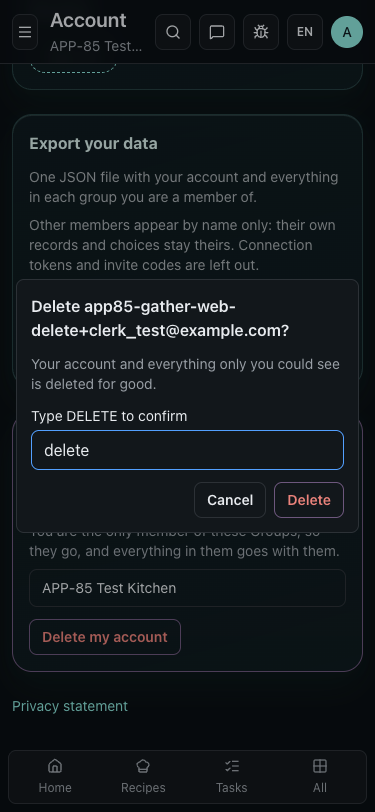 Account
APP-85 Test...
EN
A
Export your data
One JSON file with your account and everything
in each group you are a member of.
Other members appear by name only: their own
records and choices stay theirs. Connection
tokens and invite codes are left out.
Delete app85-gather-web-
delete+clerk_test@example.com?
Your account and everything only you could see
is deleted for good.
Type DELETE to confirm
delete
Cancel
Delete
You are the only member of these Groups, so
they go, and everything in them goes with them.
APP-85 Test Kitchen
Delete my account
Privacy statement
Home
Recipes
Tasks
All